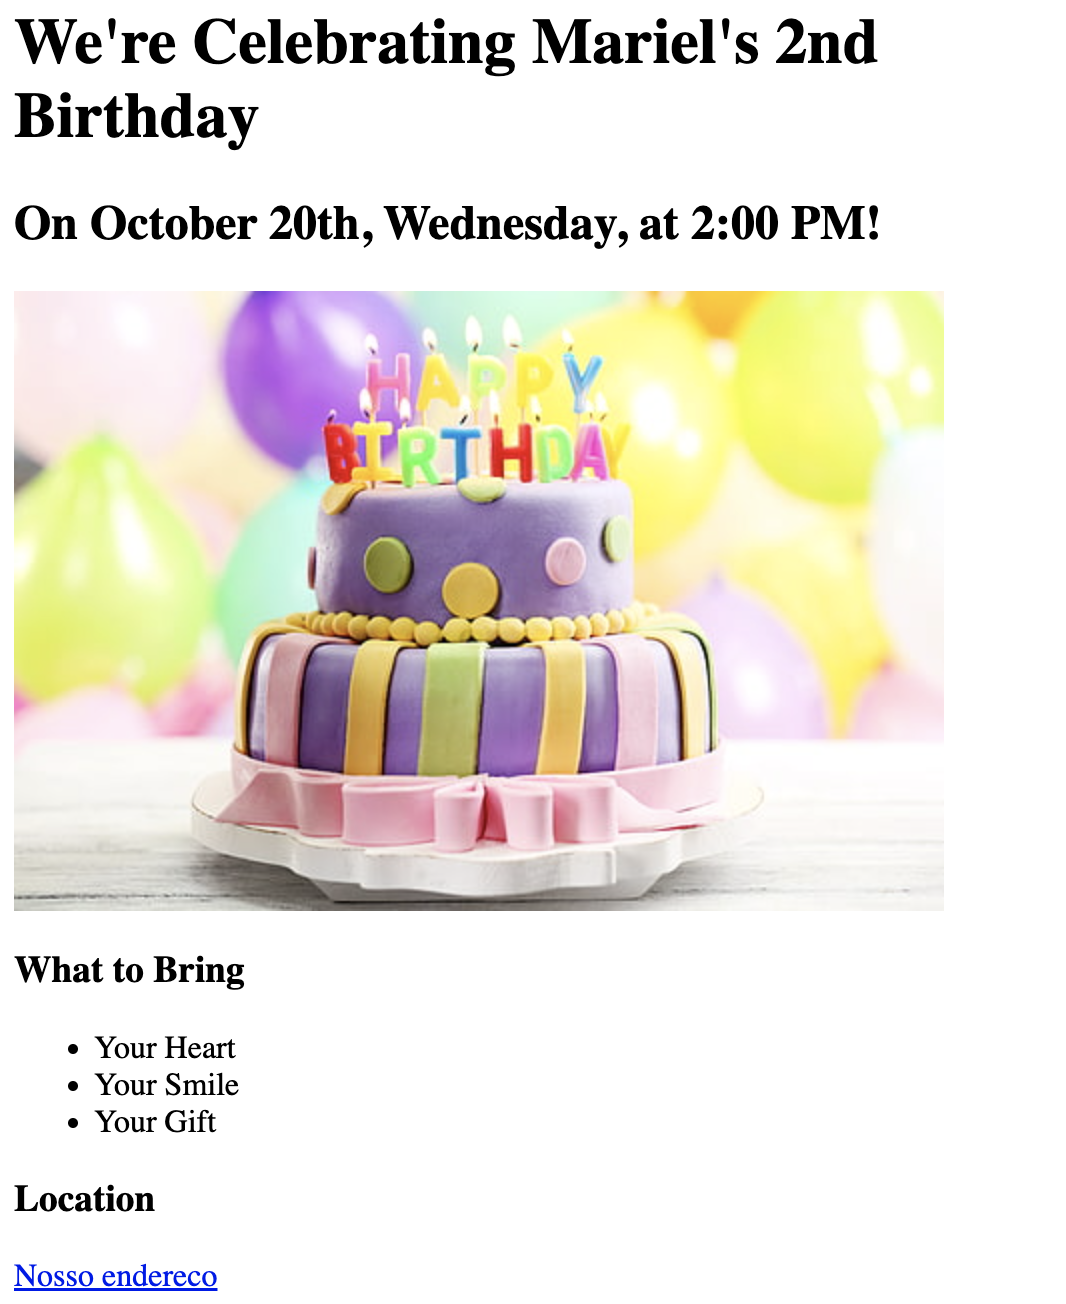 We're Celebrating Mariel's 2nd
Birthday
On October 20th, Wednesday, at 2:00 PM!
HAPPY
BIRTHDAY
What to Bring
Your Heart
Your Smile
Your Gift
Location
Nosso endereco